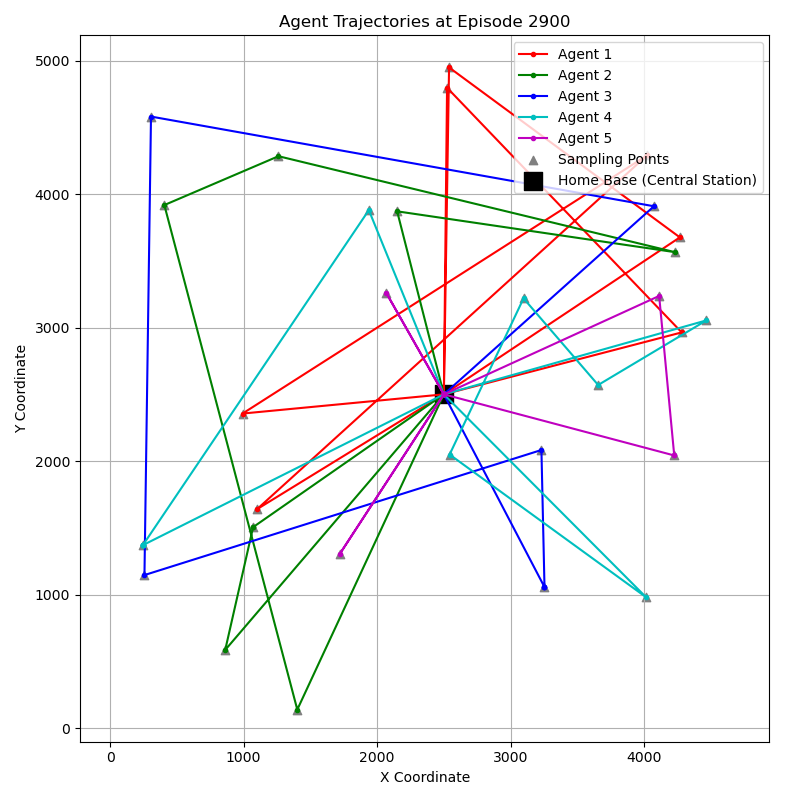 Agent Trajectories at Episode 2900
Agent 1
Agent 2
Agent 3
Agent 4
Agent 5
Sampling Points
Home Base (Central Station)
5000
4000
3000
2000
1000
0
Y Coordinate
0 1000 2000 3000 4000
X Coordinate